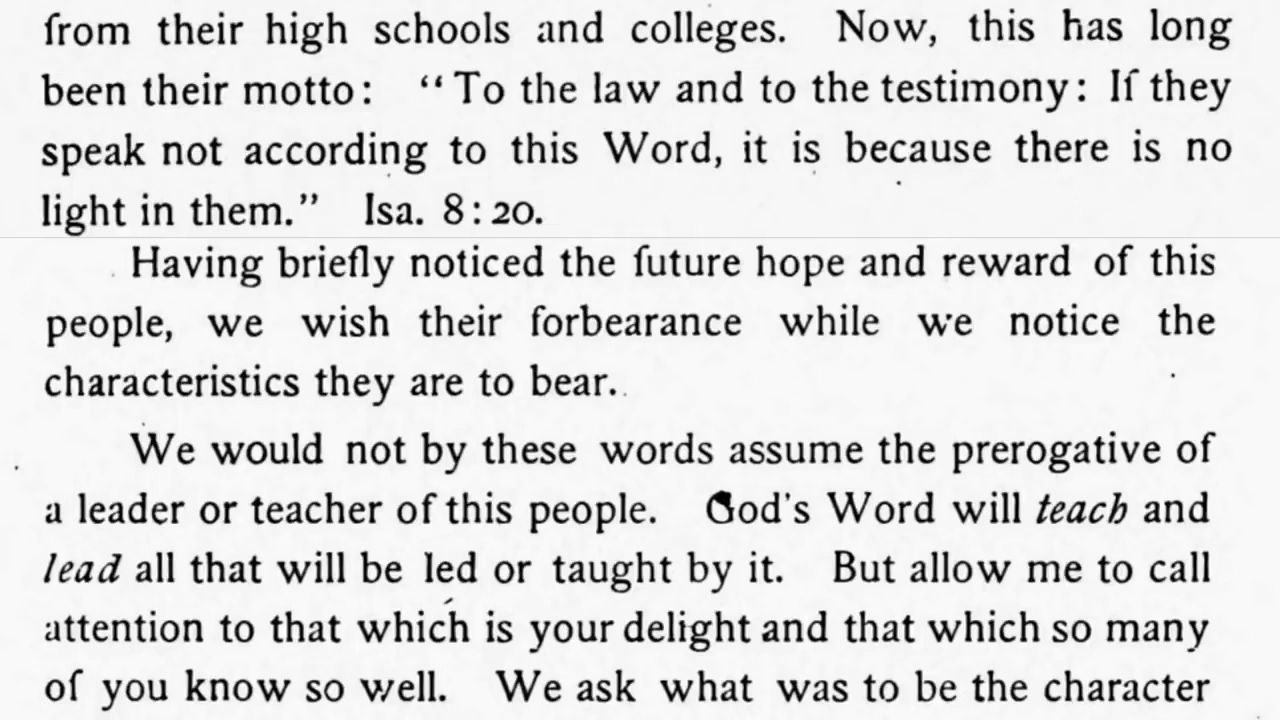 from their high schools and colleges. Now, this has long
been their motto: “To the law and to the testimony: If they
speak not according to this Word, it is because there is no
light in them.” Isa. 8:20.
Having briefly noticed the future hope and reward of this
people, we wish their forbearance while we notice the
characteristics they are to bear.
We would not by these words assume the prerogative of
a leader or teacher of this people. God's Word will teach and
lead all that will be led or taught by it. But allow me to call
attention to that which is your delight and that which so many
of you know so well. We ask what was to be the character